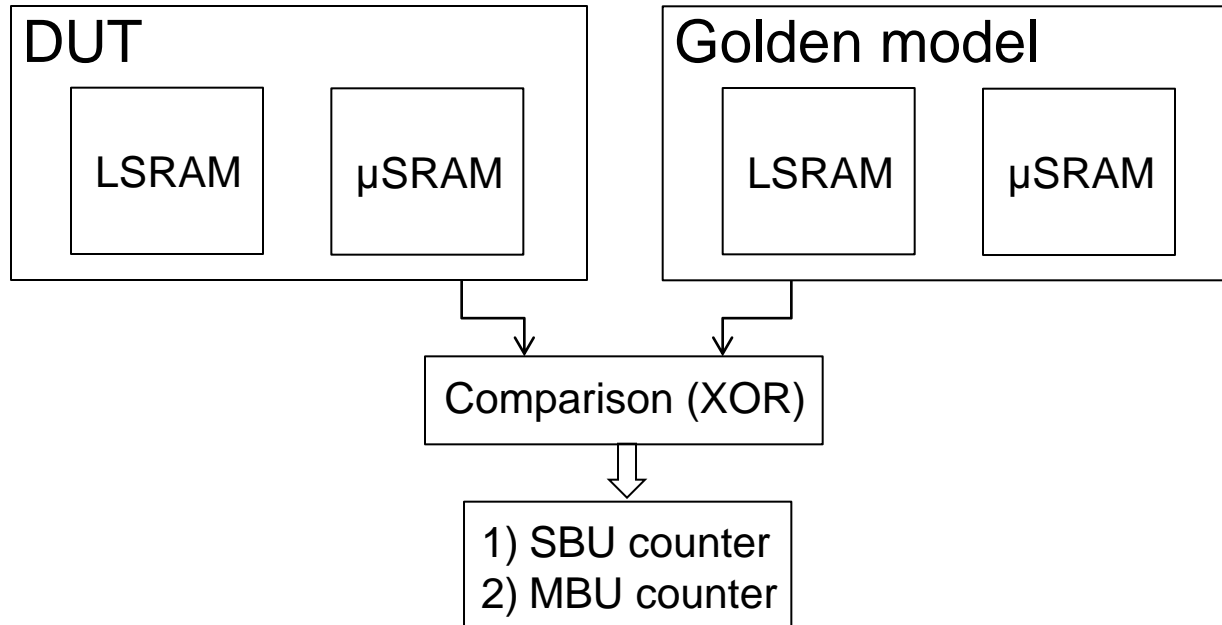 DUT
LSRAM
µSRAM
Golden model
LSRAM
µSRAM
Comparison (XOR)
1) SBU counter
2) MBU counter